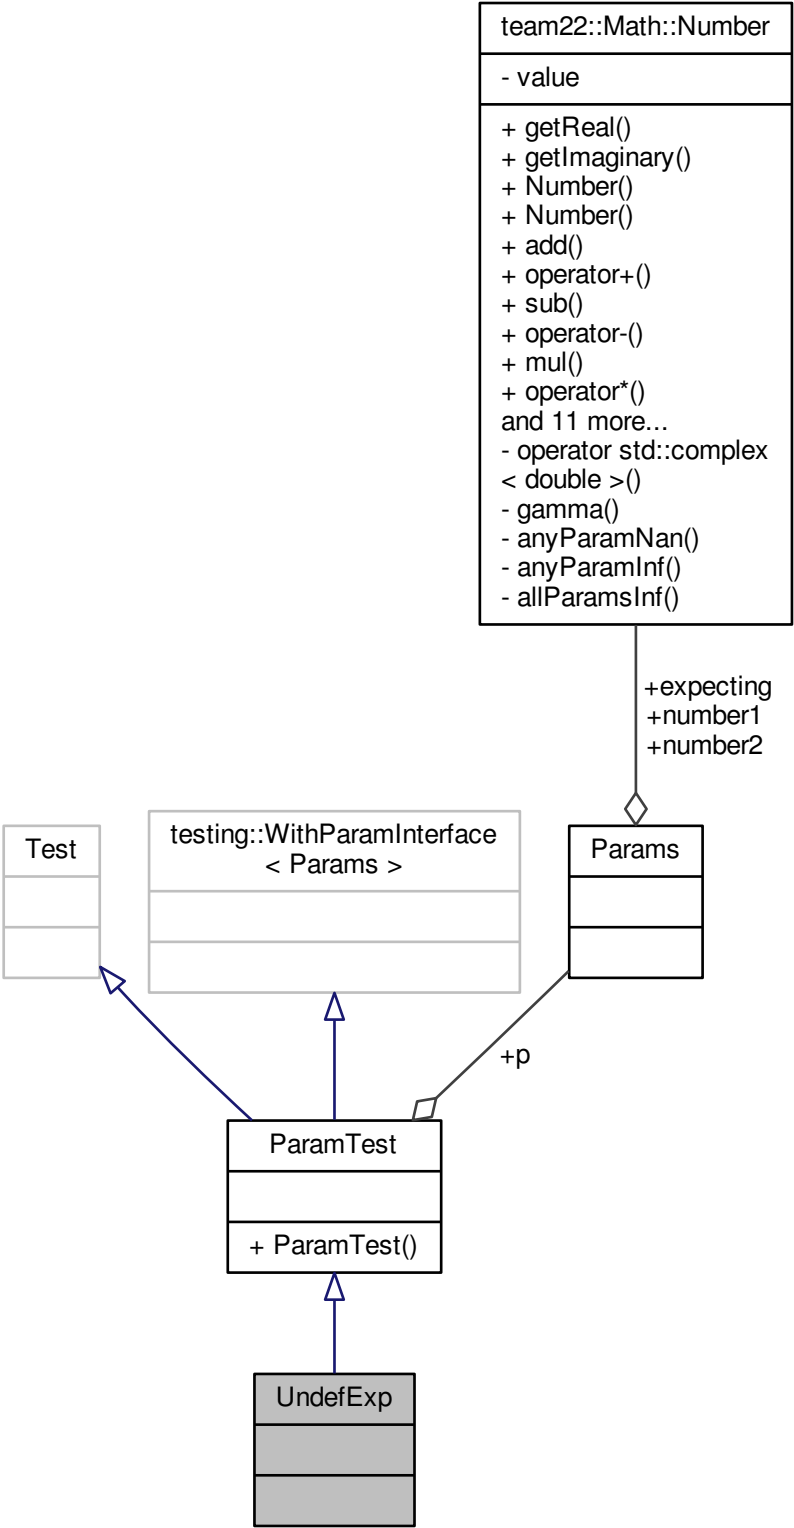 team22::Math::Number
- value
+ getReal()
+ getImaginary()
+ Number()
+ Number()
+ add()
+ operator+()
+ sub()
+ operator-()
+ mul()
+ operator*()
and 11 more...
- operator std::complex
< double >()
- gamma()
- anyParamNan()
- anyParamInf()
- allParamsInf()
+expecting
+number1
+number2
Test
testing::WithParamInterface
< Params >
Params
+p
ParamTest
+ ParamTest()
UndefExp